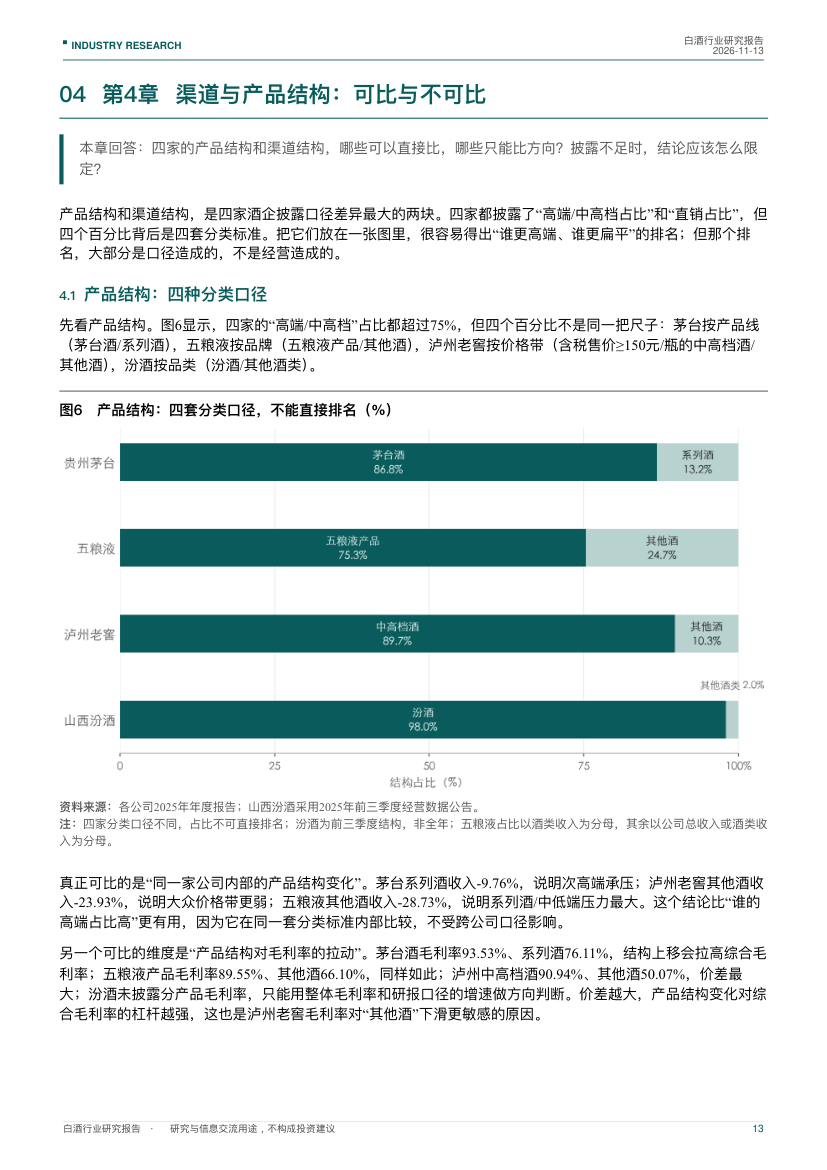 INDUSTRY RESEARCH
白酒行业研究报告
2026-11-13
04 第4章 渠道与产品结构：可比与不可比
本章回答：四家的产品结构和渠道结构，哪些可以直接比，哪些只能比方向？披露不足时，结论应该怎么限
定？
产品结构和渠道结构，是四家酒企披露口径差异最大的两块。四家都披露了“高端/中高档占比”和“直销占比”，但
四个百分比背后是四套分类标准。把它们放在一张图里，很容易得出“谁更高端、谁更扁平”的排名；但那个排
名，大部分是口径造成的，不是经营造成的。
4.1 产品结构：四种分类口径
先看产品结构。图6显示，四家的“高端/中高档”占比都超过75%，但四个百分比不是同一把尺子：茅台按产品线
（茅台酒/系列酒），五粮液按品牌（五粮液产品/其他酒），泸州老窖按价格带（含税售价≥150元/瓶的中高档酒/
其他酒），汾酒按品类（汾酒/其他酒类）。
图6 产品结构：四套分类口径，不能直接排名（%）
贵州茅台
茅台酒
86.8%
系列酒
13.2%
五粮液
五粮液产品
75.3%
其他酒
24.7%
泸州老窖
中高档酒
89.7%
其他酒
10.3%
其他酒类 2.0%
山西汾酒
汾酒
98.0%
0 25 50 75 100%
结构占比（%）
资料来源：各公司2025年年度报告；山西汾酒采用2025年前三季度经营数据公告。
注：四家分类口径不同，占比不可直接排名；汾酒为前三季度结构，非全年；五粮液占比以酒类收入为分母，其余以公司总收入或酒类收
入为分母。
真正可比的是“同一家公司内部的产品结构变化”。茅台系列酒收入-9.76%，说明次高端承压；泸州老窖其他酒收
入-23.93%，说明大众价格带更弱；五粮液其他酒收入-28.73%，说明系列酒/中低端压力最大。这个结论比“谁的
高端占比高”更有用，因为它在同一套分类标准内部比较，不受跨公司口径影响。
另一个可比的维度是“产品结构对毛利率的拉动”。茅台酒毛利率93.53%、系列酒76.11%，结构上移会拉高综合毛
利率；五粮液产品毛利率89.55%、其他酒66.10%，同样如此；泸州中高档酒90.94%、其他酒50.07%，价差最
大；汾酒未披露分产品毛利率，只能用整体毛利率和研报口径的增速做方向判断。价差越大，产品结构变化对综
合毛利率的杠杆越强，这也是泸州老窖毛利率对“其他酒”下滑更敏感的原因。
白酒行业研究报告 · 研究与信息交流用途，不构成投资建议
13